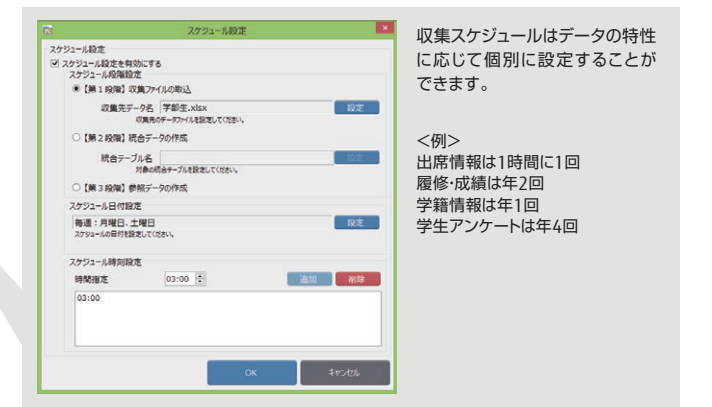 スケジュール設定
スケジュール設定
スケジュール設定を有効にする
スケジュール段階設定
【第1段階】収集ファイルの取込
収集先データ名 学部生.xlsx 設定
収集先のデータファイルを設定してください。
【第2段階】統合データの作成
統合テーブル名 設定
対象の統合テーブルを設定してください。
【第3段階】参照データの作成
スケジュール日付設定
毎週:月曜日、土曜日 設定
スケジュールの日付を設定してください。
スケジュール時刻設定
時間指定 03:00 追加 削除
03:00
OK キャンセル
収集スケジュールはデータの特性
に応じて個別に設定することが
できます。
<例>
出席情報は1時間に1回
履修・成績は年2回
学籍情報は年1回
学生アンケートは年4回